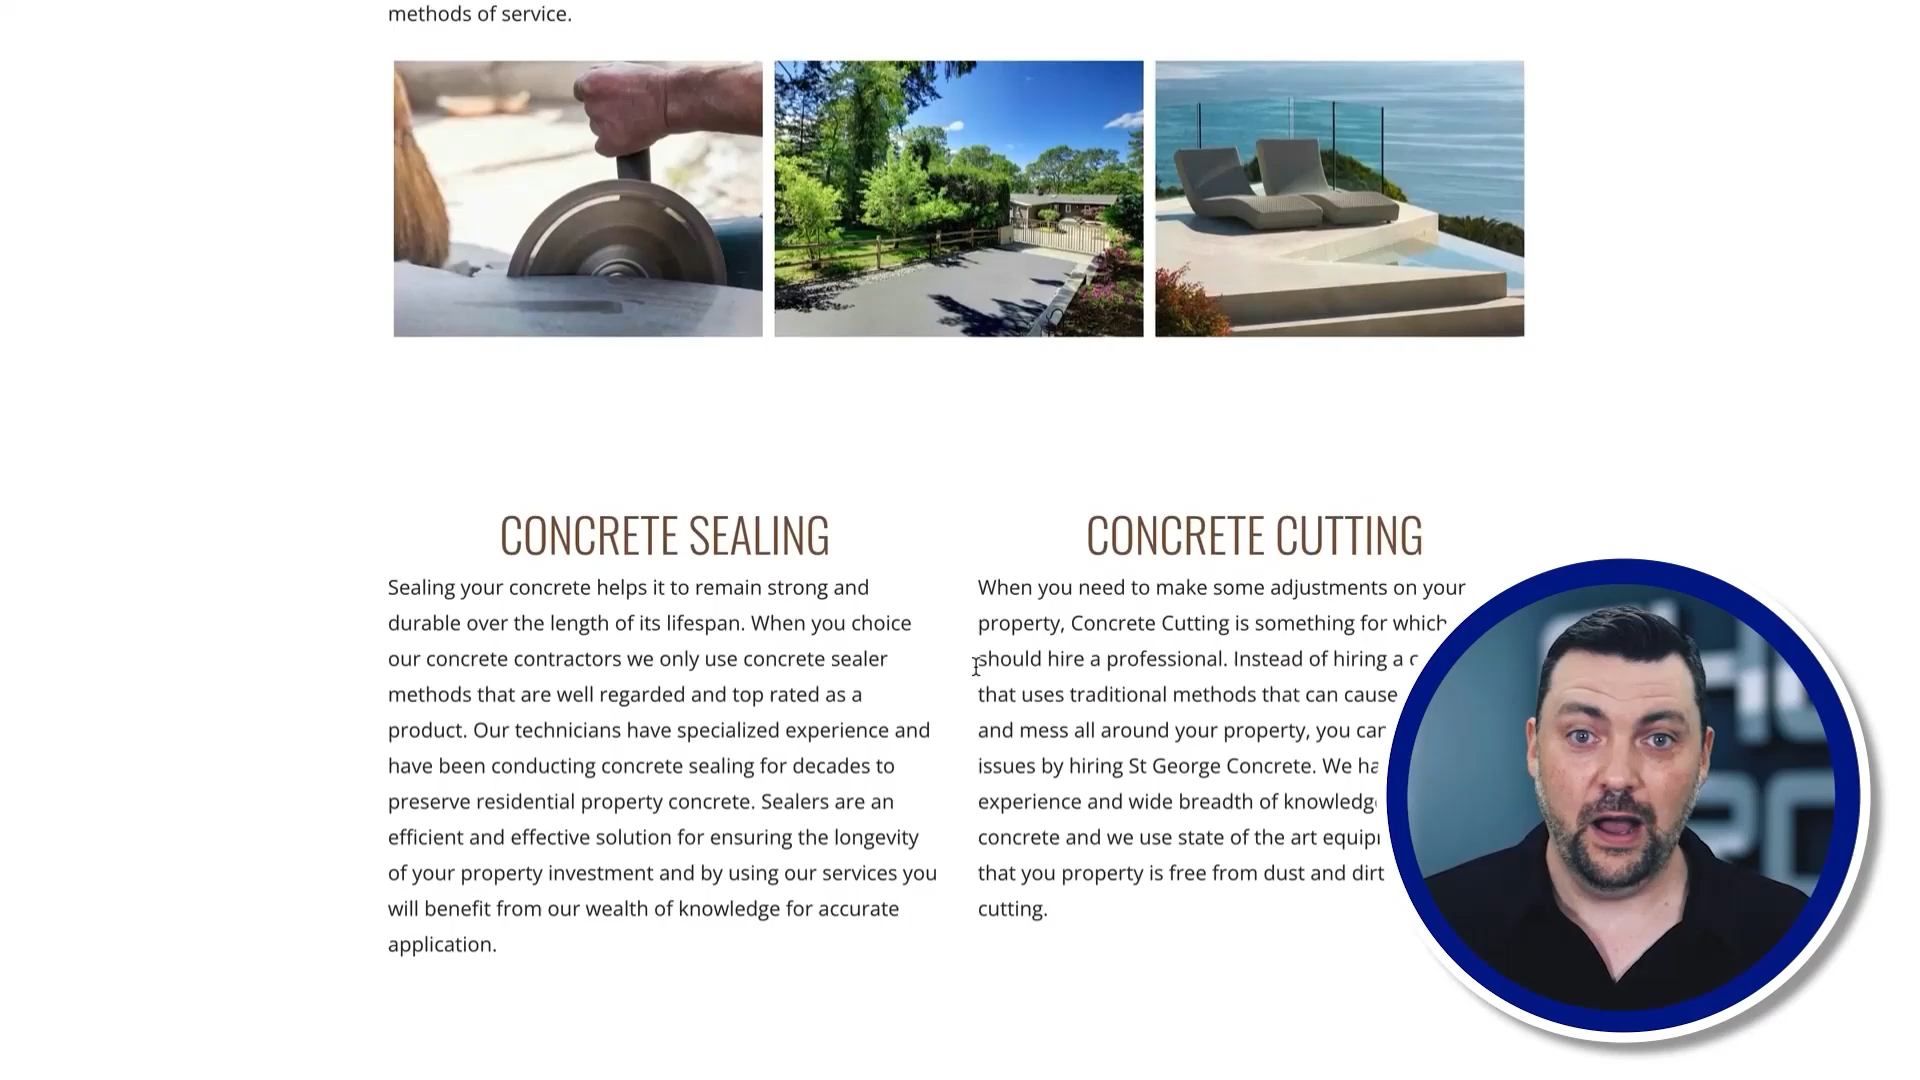 methods of service.
CONCRETE SEALING
Sealing your concrete helps it to remain strong and
durable over the length of its lifespan. When you choice
our concrete contractors we only use concrete sealer
methods that are well regarded and top rated as a
product. Our technicians have specialized experience and
have been conducting concrete sealing for decades to
preserve residential property concrete. Sealers are an
efficient and effective solution for ensuring the longevity
of your property investment and by using our services you
will benefit from our wealth of knowledge for accurate
application.
CONCRETE CUTTING
When you need to make some adjustments on your
property, Concrete Cutting is something for which
should hire a professional. Instead of hiring a
that uses traditional methods that can cause
and mess all around your property, you can
issues by hiring St George Concrete. We
experience and wide breadth of knowledge
concrete and we use state of the art
that you property is free from dust and dirt
cutting.